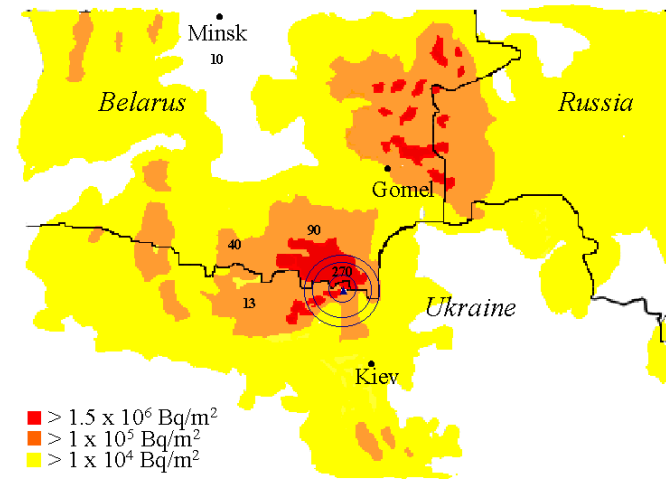 Minsk
10
Belarus
Russia
Gomel
40
90
220
13
Ukraine
Kiev
> 1.5 x 10⁶ Bq/m²
> 1 x 10⁵ Bq/m²
> 1 x 10⁴ Bq/m²